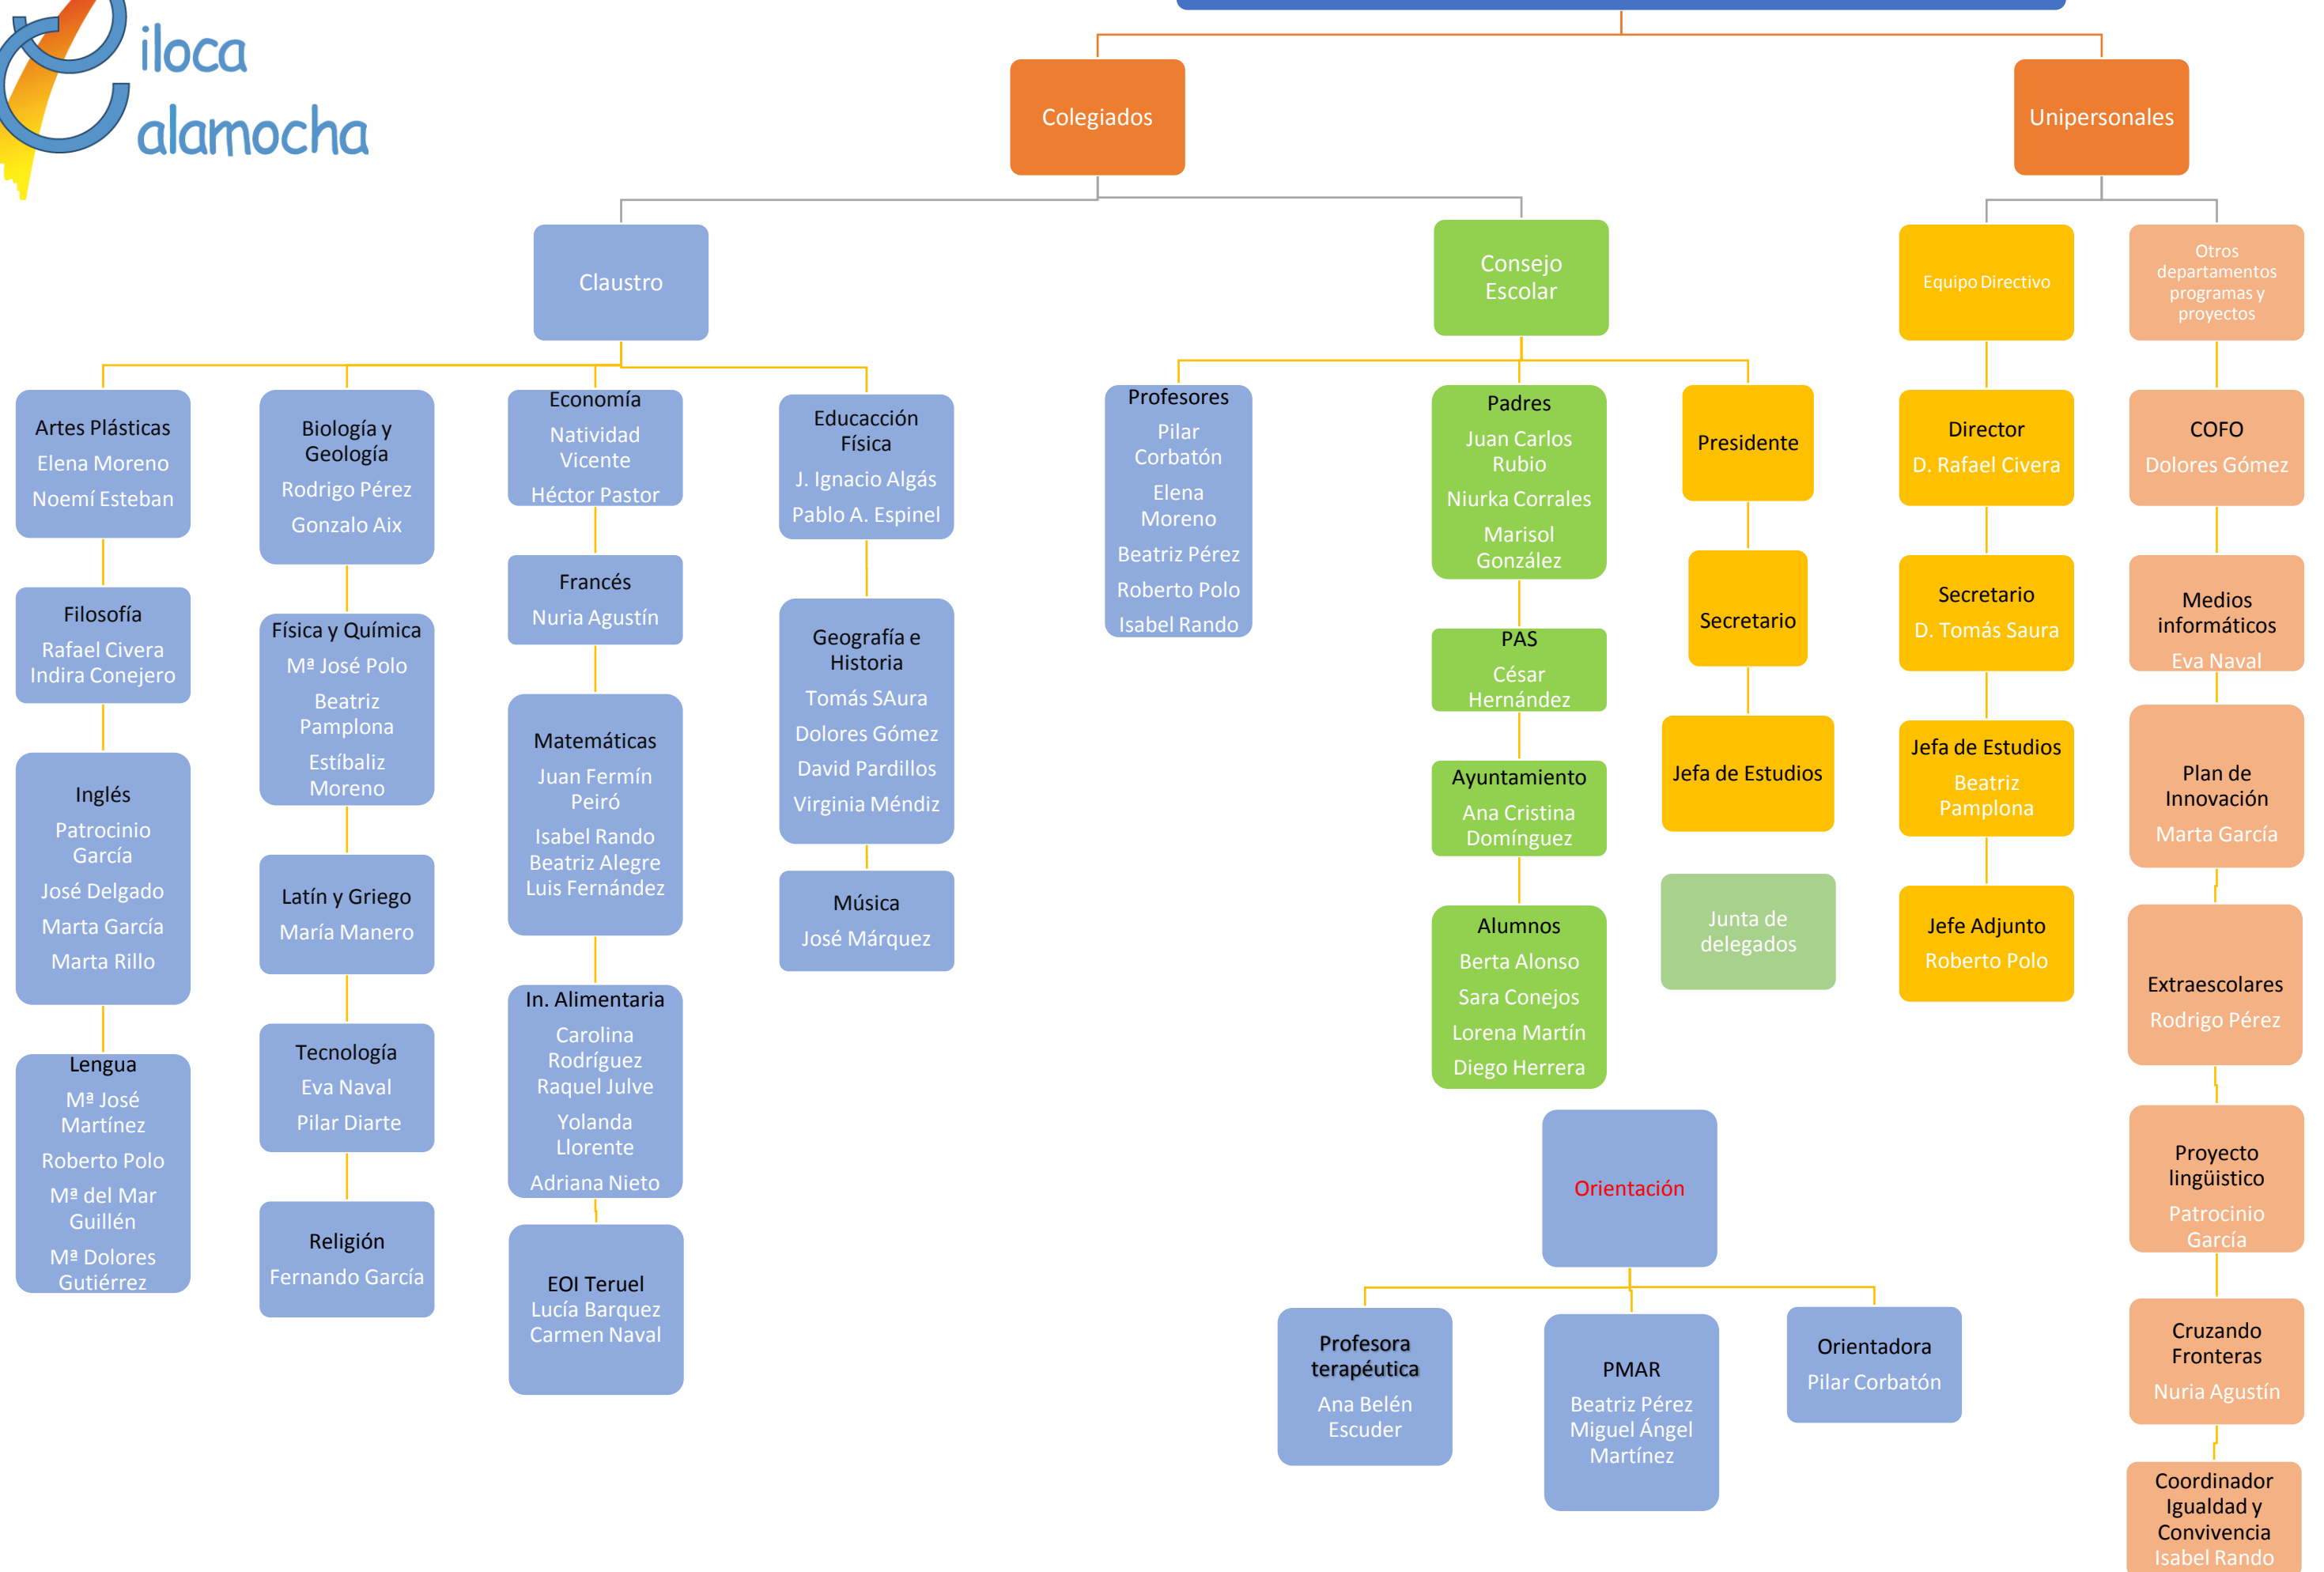 iloca
alamocha
Colegiados
Unipersonales
Claustro
Consejo
Escolar
Equipo Directivo
Otros
departamentos
programas y
proyectos
Artes Plásticas
Elena Moreno
Noemí Esteban
Filosofía
Rafael Civera
Indira Conejero
Inglés
Patrocinio
García
José Delgado
Marta García
Marta Rillo
Lengua
Mª José
Martínez
Roberto Polo
Mª del Mar
Guillén
Mª Dolores
Gutiérrez
Biología y
Geología
Rodrigo Pérez
Gonzalo Aix
Física y Química
Mª José Polo
Beatriz
Pamplona
Estíbaliz
Moreno
Latín y Griego
María Manero
Tecnología
Eva Naval
Pilar Diarte
Religión
Fernando García
Economía
Natividad
Vicente
Héctor Pastor
Francés
Nuria Agustín
Matemáticas
Juan Fermín
Peiró
Isabel Rando
Beatriz Alegre
Luis Fernández
In. Alimentaria
Carolina
Rodríguez
Raquel Julve
Yolanda
Llorente
Adriana Nieto
EOI Teruel
Lucía Barquez
Carmen Naval
Educacción
Física
J. Ignacio Algás
Pablo A. Espinel
Geografía e
Historia
Tomás SAura
Dolores Gómez
David Pardillos
Virginia Méndiz
Música
José Márquez
Profesores
Pilar
Corbatón
Elena
Moreno
Beatriz Pérez
Roberto Polo
Isabel Rando
Padres
Juan Carlos
Rubio
Niurka Corrales
Marisol
González
PAS
César
Hernández
Ayuntamiento
Ana Cristina
Domínguez
Alumnos
Berta Alonso
Sara Conejos
Lorena Martín
Diego Herrera
Presidente
Secretario
Jefa de Estudios
Junta de
delegados
Director
D. Rafael Civera
Secretario
D. Tomás Saura
Jefa de Estudios
Beatriz
Pamplona
Jefe Adjunto
Roberto Polo
COFO
Dolores Gómez
Medios
informáticos
Eva Naval
Plan de
Innovación
Marta García
Extraescolares
Rodrigo Pérez
Proyecto
lingüistico
Patrocinio
García
Cruzando
Fronteras
Nuria Agustín
Coordinador
Igualdad y
Convivencia
Isabel Rando
Orientación
Profesora
terapéutica
Ana Belén
Escuder
PMAR
Beatriz Pérez
Miguel Ángel
Martínez
Orientadora
Pilar Corbatón